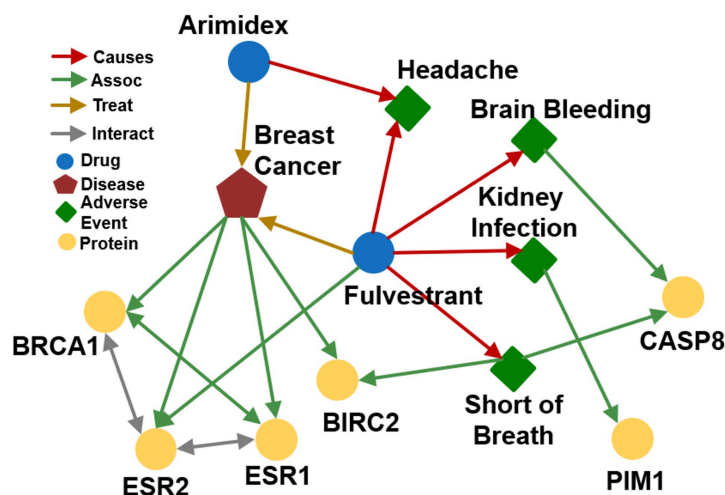 Arimidex
Causes
Assoc
Treat
Interact
Drug
Disease
Adverse
Event
Protein
Headache
Brain Bleeding
Breast
Cancer
Kidney
Infection
Fulvestrant
BRCA1
CASP8
BIRC2
Short of
Breath
ESR2
ESR1
PIM1